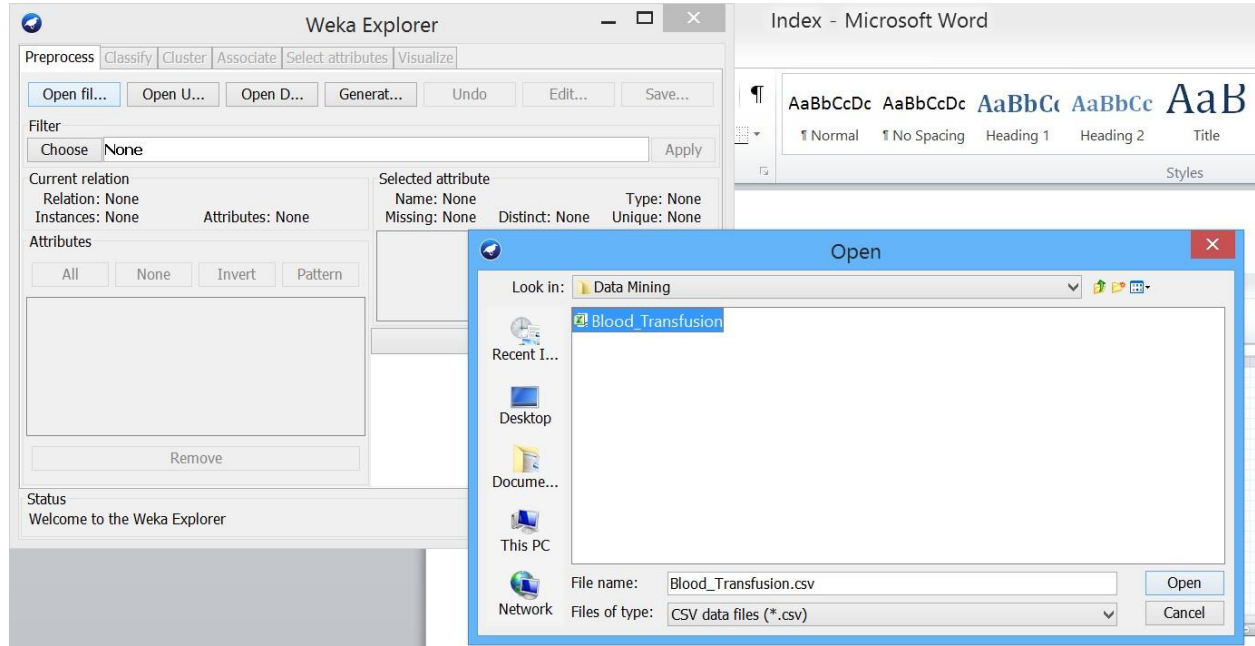 Weka Explorer
Preprocess Classify Cluster Associate Select attributes Visualize
Open fil... Open U... Open D... Generat... Undo Edit... Save...
Filter
Choose None Apply
Current relation
Relation: None
Instances: None Attributes: None
Selected attribute
Name: None Type: None
Missing: None Distinct: None Unique: None
Attributes
All None Invert Pattern
Remove
Status
Welcome to the Weka Explorer
Index - Microsoft Word
¶
AaBbCcDc AaBbCcDc AaBbC AaBbCc AaB
¶ Normal ¶ No Spacing Heading 1 Heading 2 Title
Styles
Open
Look in: Data Mining
Blood_Transfusion
Recent I...
Desktop
Docume...
This PC
Network
File name: Blood_Transfusion.csv Open
Files of type: CSV data files (*.csv) Cancel